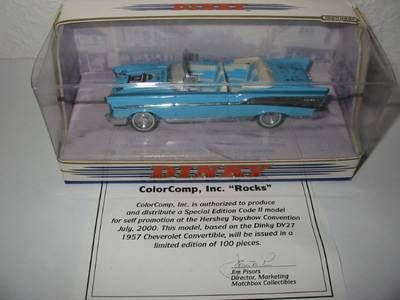 DINKY
DINKY
ColorComp, Inc. "Rocks"
ColorComp, Inc. is authorized to produce
and distribute a Special Edition Code II model
for self promotion at the Hershey Toyshow Convention
July, 2000. This model, based on the Dinky DY27
1957 Cheverolet Convertible, will be issued in a
limited edition of 100 pieces.
Jim Pisors
Director, Marketing
Matchbox Collectibles